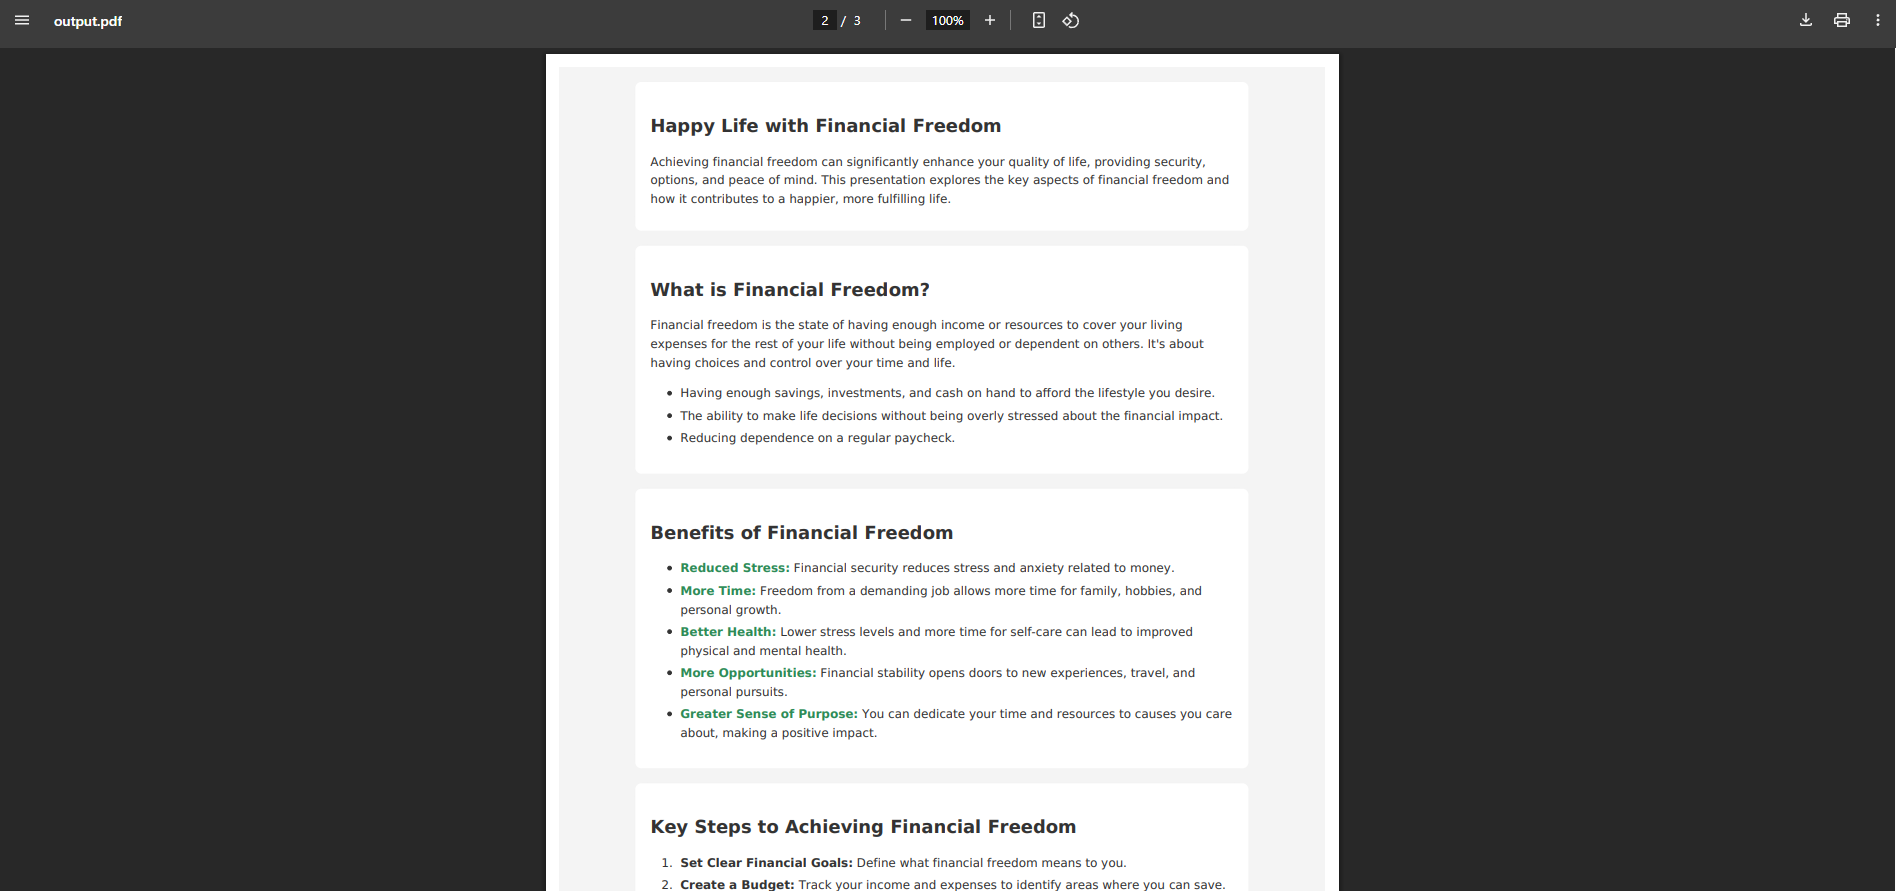 output.pdf
2 / 3
100%
Happy Life with Financial Freedom
Achieving financial freedom can significantly enhance your quality of life, providing security,
options, and peace of mind. This presentation explores the key aspects of financial freedom and
how it contributes to a happier, more fulfilling life.
What is Financial Freedom?
Financial freedom is the state of having enough income or resources to cover your living
expenses for the rest of your life without being employed or dependent on others. It's about
having choices and control over your time and life.
• Having enough savings, investments, and cash on hand to afford the lifestyle you desire.
• The ability to make life decisions without being overly stressed about the financial impact.
• Reducing dependence on a regular paycheck.
Benefits of Financial Freedom
• Reduced Stress: Financial security reduces stress and anxiety related to money.
• More Time: Freedom from a demanding job allows more time for family, hobbies, and
personal growth.
• Better Health: Lower stress levels and more time for self-care can lead to improved
physical and mental health.
• More Opportunities: Financial stability opens doors to new experiences, travel, and
personal pursuits.
• Greater Sense of Purpose: You can dedicate your time and resources to causes you care
about, making a positive impact.
Key Steps to Achieving Financial Freedom
1. Set Clear Financial Goals: Define what financial freedom means to you.
2. Create a Budget: Track your income and expenses to identify areas where you can save.